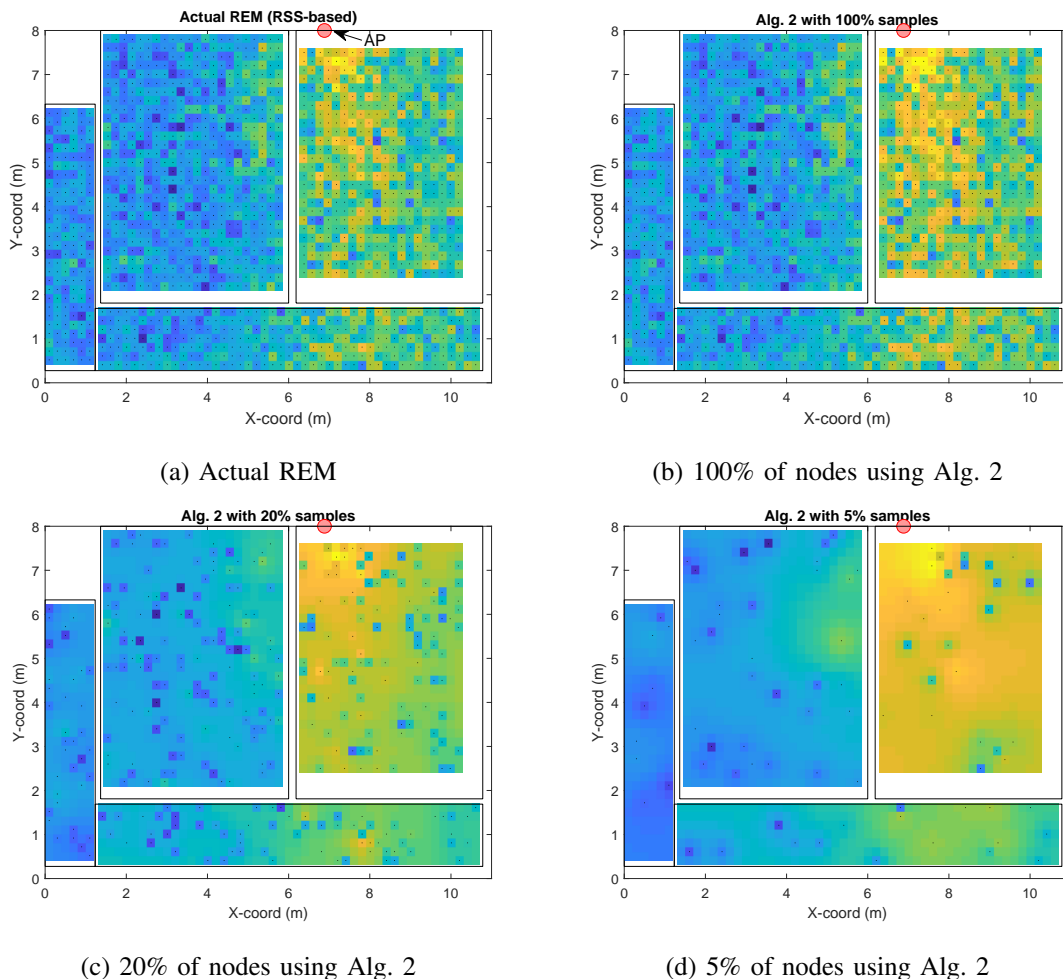 Actual REM (RSS-based)
AP
8
7
6
5
4
3
2
1
0
Y-coord (m)
0 2 4 6 8 10
X-coord (m)
(a) Actual REM
Alg. 2 with 100% samples
8
7
6
5
4
3
2
1
0
Y-coord (m)
0 2 4 6 8 10
X-coord (m)
(b) 100% of nodes using Alg. 2
Alg. 2 with 20% samples
8
7
6
5
4
3
2
1
0
Y-coord (m)
0 2 4 6 8 10
X-coord (m)
(c) 20% of nodes using Alg. 2
Alg. 2 with 5% samples
8
7
6
5
4
3
2
1
0
Y-coord (m)
0 2 4 6 8 10
X-coord (m)
(d) 5% of nodes using Alg. 2